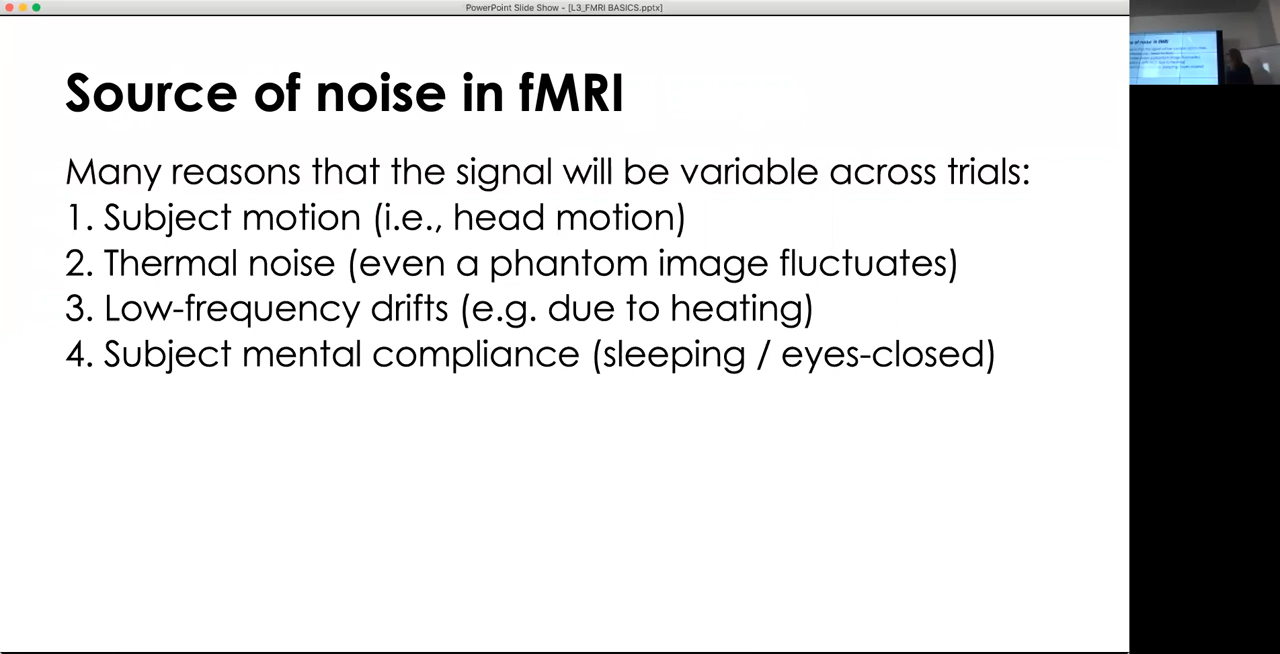 PowerPoint Slide Show - [L3_FMRI BASICS.pptx]
Source of noise in fMRI
Many reasons that the signal will be variable across trials:
1. Subject motion (i.e., head motion)
2. Thermal noise (even a phantom image fluctuates)
3. Low-frequency drifts (e.g. due to heating)
4. Subject mental compliance (sleeping / eyes-closed)